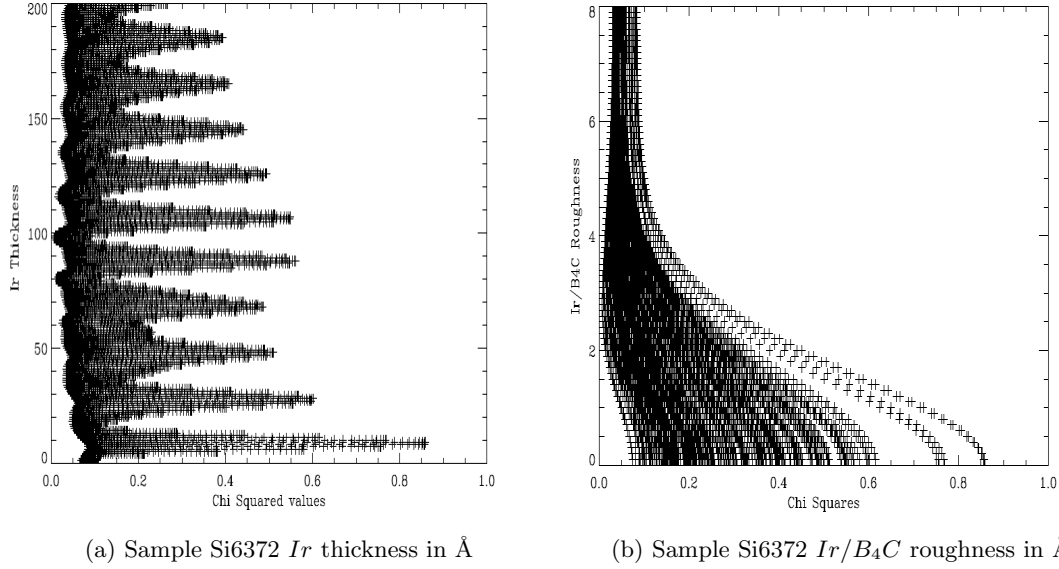 200
150
100
50
0
Ir Thickness
0.0 0.2 0.4 0.6 0.8 1.0
Chi Squared values
(a) Sample Si6372 Ir thickness in Å
8
6
4
2
0
Ir/B4C Roughness
0.0 0.2 0.4 0.6 0.8 1.0
Chi Squares
(b) Sample Si6372 Ir/B₄C roughness in Å